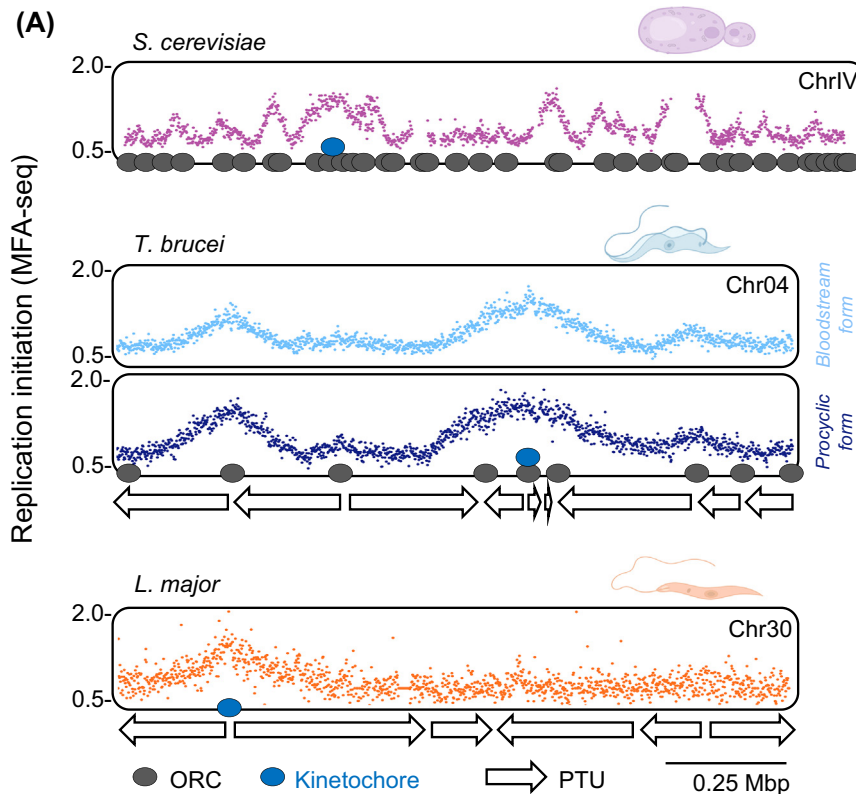 (A)
S. cerevisiae
2.0-
ChrIV
0.5-
Replication initiation (MFA-seq)
T. brucei
2.0-
Chr04
0.5-
Bloodstream
form
2.0-
0.5-
Procyclic
form
L. major
2.0-
Chr30
0.5-
ORC
Kinetochore
PTU
0.25 Mbp